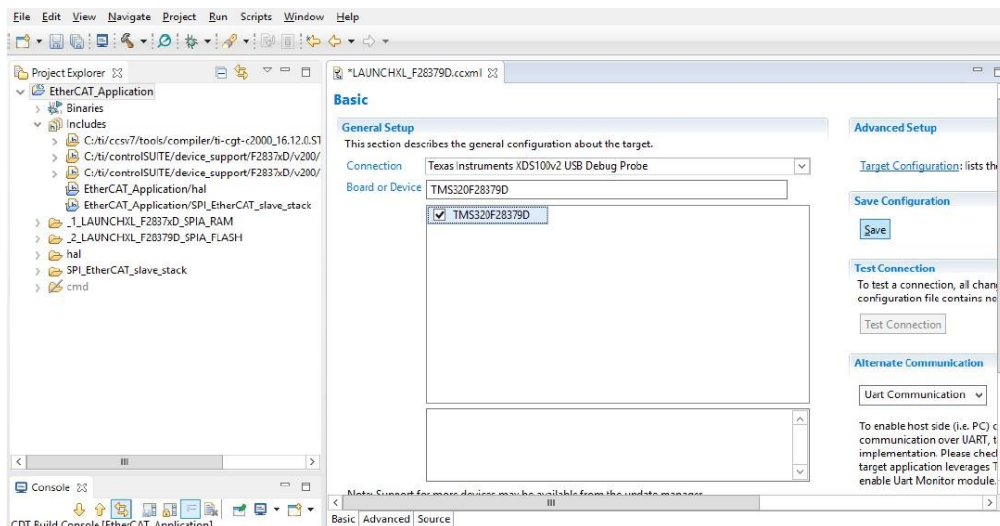 File Edit View Navigate Project Run Scripts Window Help
Project Explorer
EtherCAT_Application
Binaries
Includes
C:/ti/ccsv7/tools/compiler/ti-cgt-c2000_16.12.0.ST
C:/ti/controlSUITE/device_support/F2837xD/v200/
C:/ti/controlSUITE/device_support/F2837xD/v200/
EtherCAT_Application/hal
EtherCAT_Application/SPI_EtherCAT_slave_stack
_1_LAUNCHXL_F2837xD_SPIA_RAM
_2_LAUNCHXL_F28379D_SPIA_FLASH
hal
SPI_EtherCAT_slave_stack
cmd
Console
CDT Build Console [EtherCAT_Application]
*LAUNCHXL_F28379D.ccxml
Basic
General Setup
This section describes the general configuration about the target.
Connection Texas Instruments XDS100v2 USB Debug Probe
Board or Device TMS320F28379D
TMS320F28379D
Note: Support for more devices may be available from the update manager.
Basic Advanced Source
Advanced Setup
Target Configuration: lists the
Save Configuration
Save
Test Connection
To test a connection, all chan
configuration file contains no
Test Connection
Alternate Communication
Uart Communication
To enable host side (i.e. PC) c
communication over UART, t
implementation. Please chec
target application leverages T
enable Uart Monitor module.